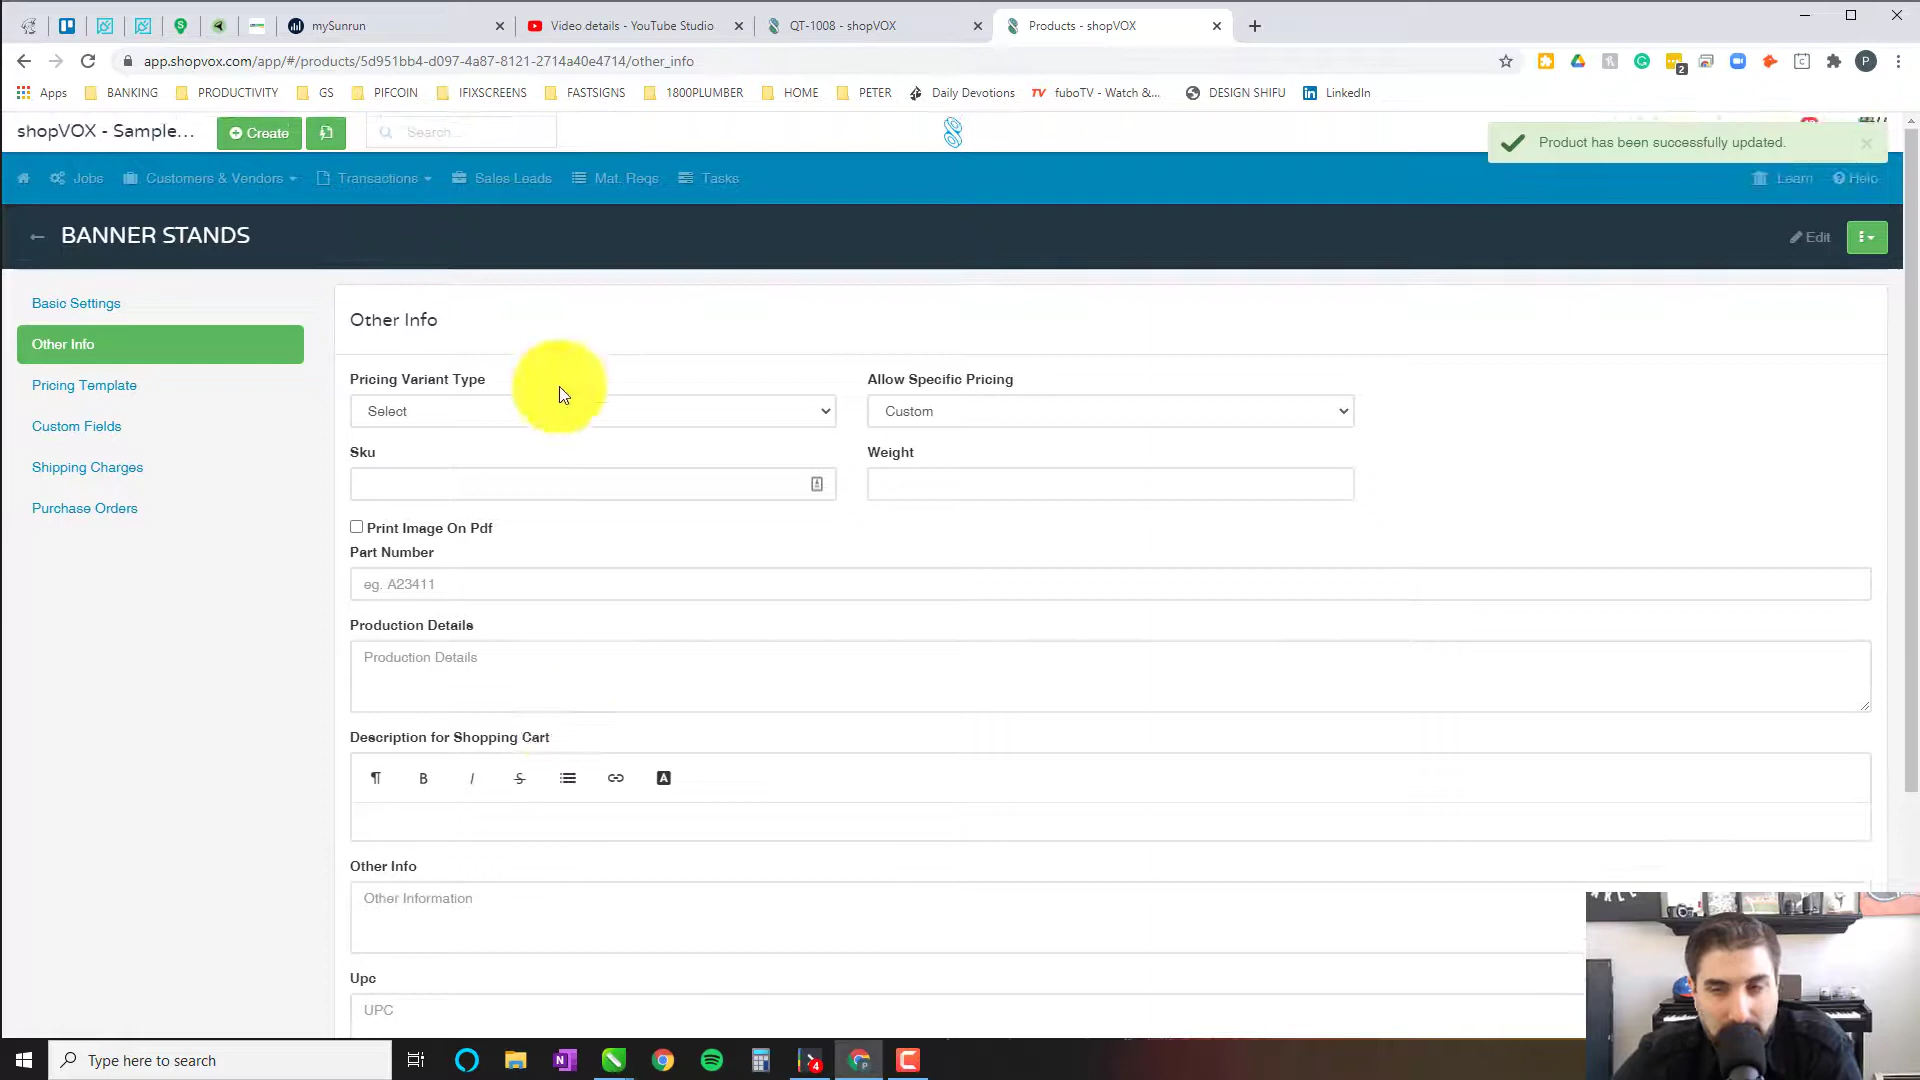 mySunrun
Video details - YouTube Studio
QT-1008 - shopVOX
Products - shopVOX
app.shopvox.com/app/#/products/5d951bb4-d097-4a87-8121-2714a40e4714/other_info
2
P
Apps
BANKING
PRODUCTIVITY
GS
PIFCOIN
IFIXSCREENS
FASTSIGNS
1800PLUMBER
HOME
PETER
Daily Devotions
TV
fuboTV - Watch &...
DESIGN SHIFU
LinkedIn
shopVOX - Sample...
Create
Search...
Product has been successfully updated.
Jobs
Customers & Vendors
Transactions
Sales Leads
Mat. Reqs
Tasks
Learn
Help
BANNER STANDS
Edit
Basic Settings
Other Info
Pricing Template
Custom Fields
Shipping Charges
Purchase Orders
Other Info
Pricing Variant Type
Allow Specific Pricing
Select
Custom
Sku
Weight
Print Image On Pdf
Part Number
eg. A23411
Production Details
Production Details
Description for Shopping Cart
¶ B I S A
Other Info
Other Information
Upc
UPC
Type here to search
4